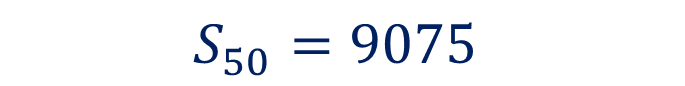 S₅₀ = 9075